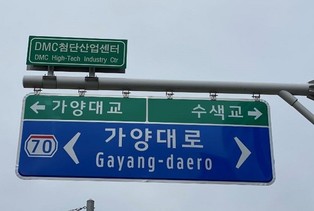 DMC첨단산업센터
DMC High-Tech Industry Ctr
가양대교 수색교
70 가양대로
Gayang-daero